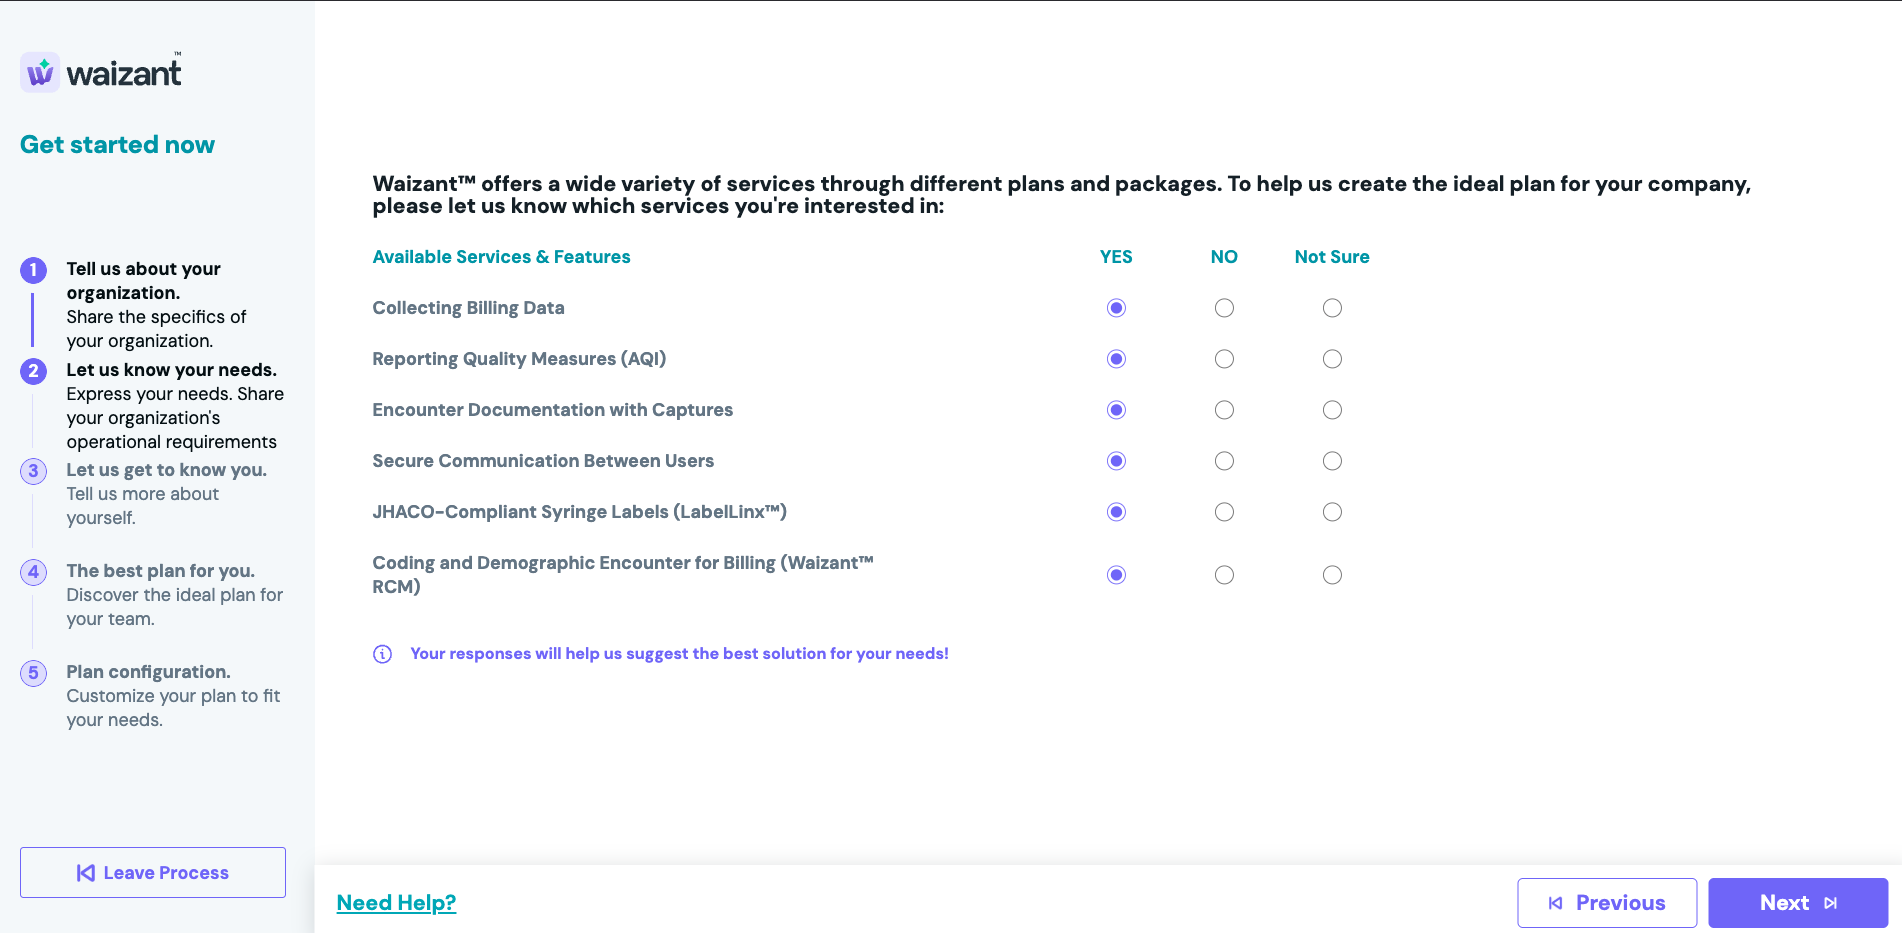 waizant™
Get started now
1
Tell us about your
organization.
Share the specifics of
your organization.
2
Let us know your needs.
Express your needs. Share
your organization's
operational requirements
3
Let us get to know you.
Tell us more about
yourself.
4
The best plan for you.
Discover the ideal plan for
your team.
5
Plan configuration.
Customize your plan to fit
your needs.
Leave Process
Waizant™ offers a wide variety of services through different plans and packages. To help us create the ideal plan for your company,
please let us know which services you're interested in:
Available Services & Features YES NO Not Sure
Collecting Billing Data
Reporting Quality Measures (AQI)
Encounter Documentation with Captures
Secure Communication Between Users
JHACO-Compliant Syringe Labels (LabelLinx™)
Coding and Demographic Encounter for Billing (Waizant™
RCM)
Your responses will help us suggest the best solution for your needs!
Need Help?
Previous
Next